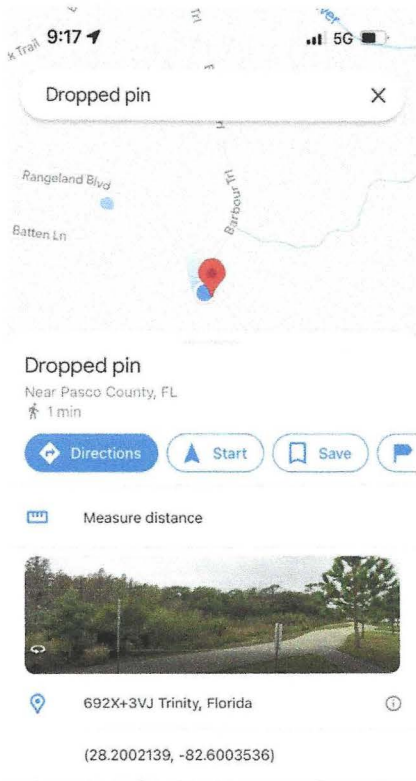 k Trail
9:17
5G
Dropped pin
Rangeland Blvd
Barbour Trl
Batten Ln
Dropped pin
Near Pasco County, FL
1 min
Directions
Start
Save
Measure distance
692X+3VJ Trinity, Florida
(28.2002139, -82.6003536)